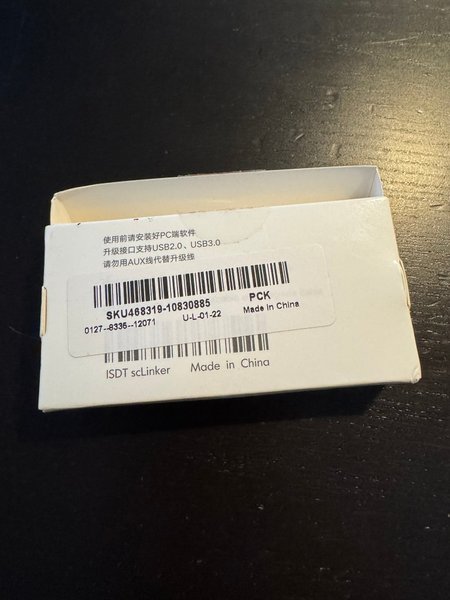 使用前请安装好PC端软件
升级接口支持USB2.0、USB3.0
请勿用AUX线代替升级线
SKU468319-10830885 PCK
0127--8336--12071 U-L-01-22 Made in China
ISDT scLinker Made in China